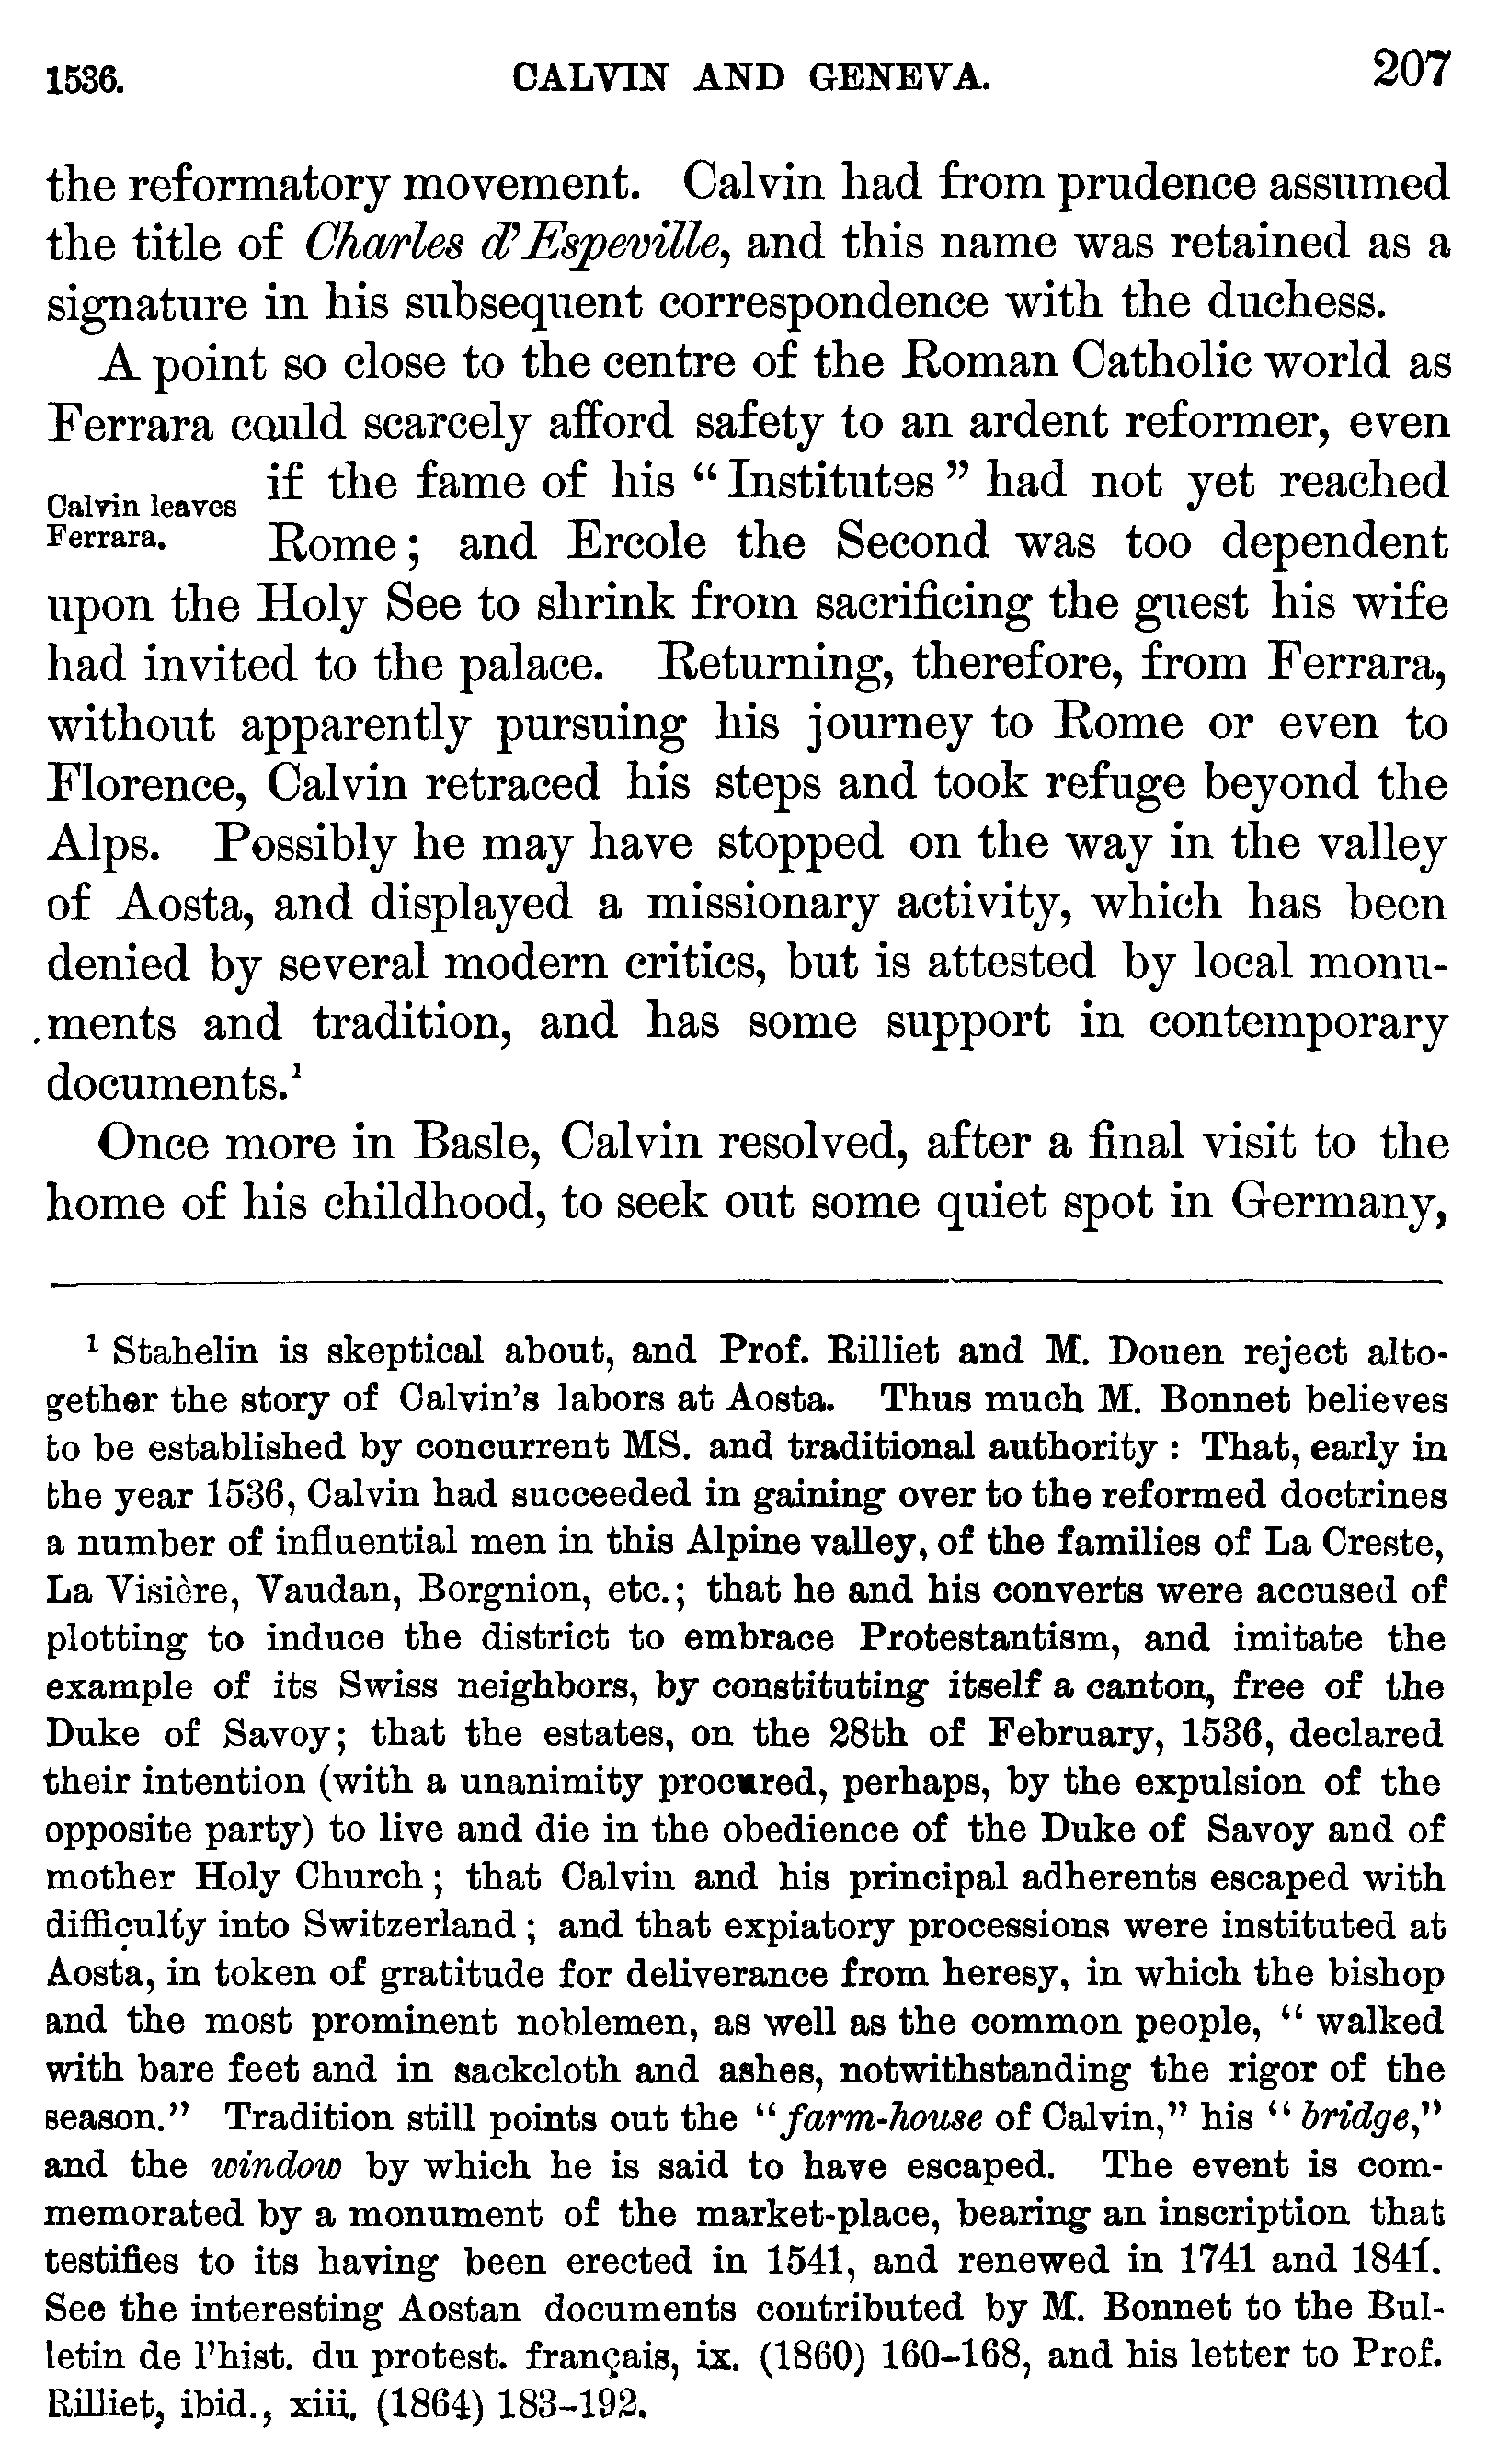 1536. CALVIN AND GENEVA. 207
the reformatory movement. Calvin had from prudence assumed
the title of Charles d'Espeville, and this name was retained as a
signature in his subsequent correspondence with the duchess.
A point so close to the centre of the Roman Catholic world as
Ferrara could scarcely afford safety to an ardent reformer, even
Calvin leaves
Ferrara.
if the fame of his “Institutes” had not yet reached
Rome; and Ercole the Second was too dependent
upon the Holy See to shrink from sacrificing the guest his wife
had invited to the palace. Returning, therefore, from Ferrara,
without apparently pursuing his journey to Rome or even to
Florence, Calvin retraced his steps and took refuge beyond the
Alps. Possibly he may have stopped on the way in the valley
of Aosta, and displayed a missionary activity, which has been
denied by several modern critics, but is attested by local monu-
ments and tradition, and has some support in contemporary
documents.¹
Once more in Basle, Calvin resolved, after a final visit to the
home of his childhood, to seek out some quiet spot in Germany,
¹ Stahelin is skeptical about, and Prof. Rilliet and M. Douen reject alto-
gether the story of Calvin's labors at Aosta. Thus much M. Bonnet believes
to be established by concurrent MS. and traditional authority: That, early in
the year 1536, Calvin had succeeded in gaining over to the reformed doctrines
a number of influential men in this Alpine valley, of the families of La Creste,
La Visière, Vaudan, Borgnion, etc.; that he and his converts were accused of
plotting to induce the district to embrace Protestantism, and imitate the
example of its Swiss neighbors, by constituting itself a canton, free of the
Duke of Savoy; that the estates, on the 28th of February, 1536, declared
their intention (with a unanimity procured, perhaps, by the expulsion of the
opposite party) to live and die in the obedience of the Duke of Savoy and of
mother Holy Church; that Calvin and his principal adherents escaped with
difficulty into Switzerland; and that expiatory processions were instituted at
Aosta, in token of gratitude for deliverance from heresy, in which the bishop
and the most prominent noblemen, as well as the common people, “walked
with bare feet and in sackcloth and ashes, notwithstanding the rigor of the
season.” Tradition still points out the “farm-house of Calvin,” his “bridge,”
and the window by which he is said to have escaped. The event is com-
memorated by a monument of the market-place, bearing an inscription that
testifies to its having been erected in 1541, and renewed in 1741 and 1841.
See the interesting Aostan documents contributed by M. Bonnet to the Bul-
letin de l'hist. du protest. français, ix. (1860) 160–168, and his letter to Prof.
Rilliet, ibid., xiii. (1864) 183–192.